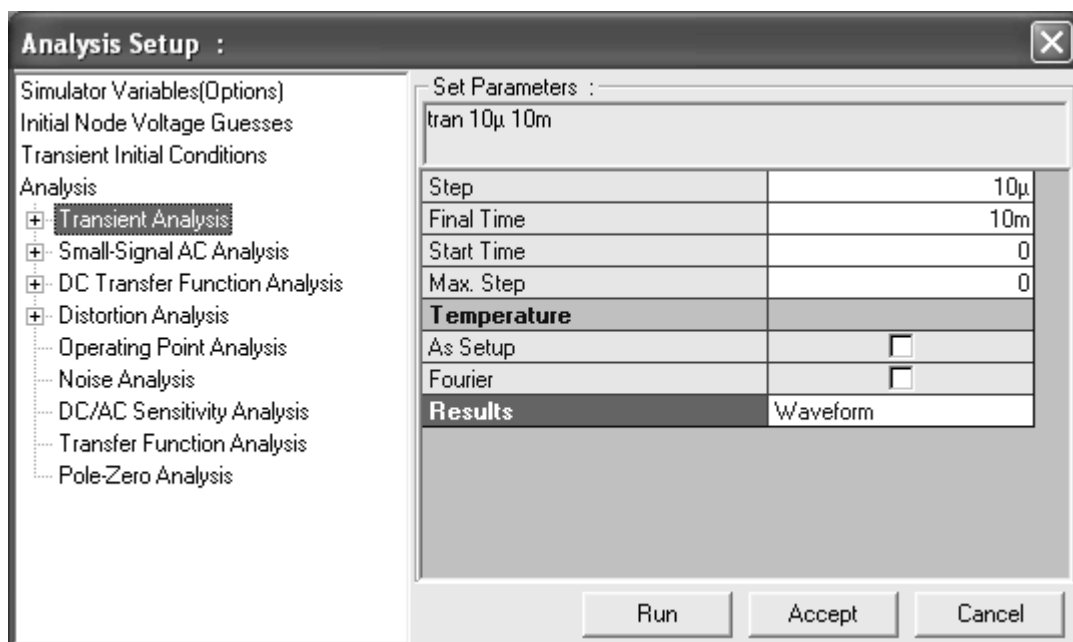 Analysis Setup :
Simulator Variables(Options)
Initial Node Voltage Guesses
Transient Initial Conditions
Analysis
Transient Analysis
Small-Signal AC Analysis
DC Transfer Function Analysis
Distortion Analysis
Operating Point Analysis
Noise Analysis
DC/AC Sensitivity Analysis
Transfer Function Analysis
Pole-Zero Analysis
Set Parameters :
tran 10µ 10m
Step 10µ
Final Time 10m
Start Time 0
Max. Step 0
Temperature
As Setup
Fourier
Results Waveform
Run Accept Cancel